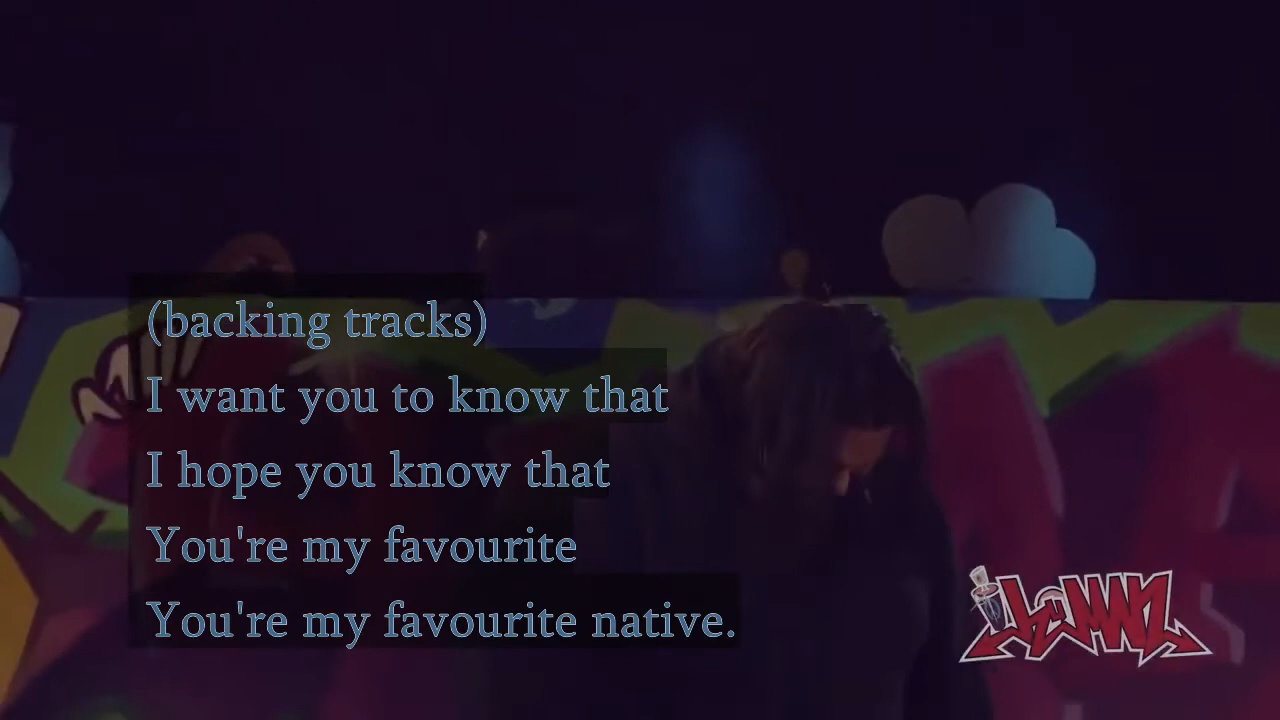 (backing tracks)
I want you to know that
I hope you know that
You're my favourite
You're my favourite native.